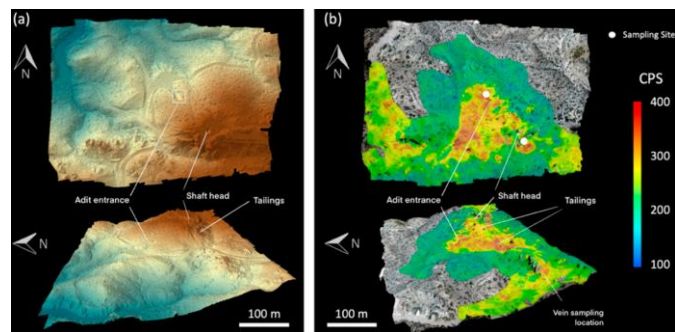 (a)
N
Adit entrance
Shaft head
Tailings
N
100 m
(b)
N
Sampling Site
CPS
400
300
200
100
Adit entrance
Shaft head
Tailings
N
100 m
Vein sampling
location